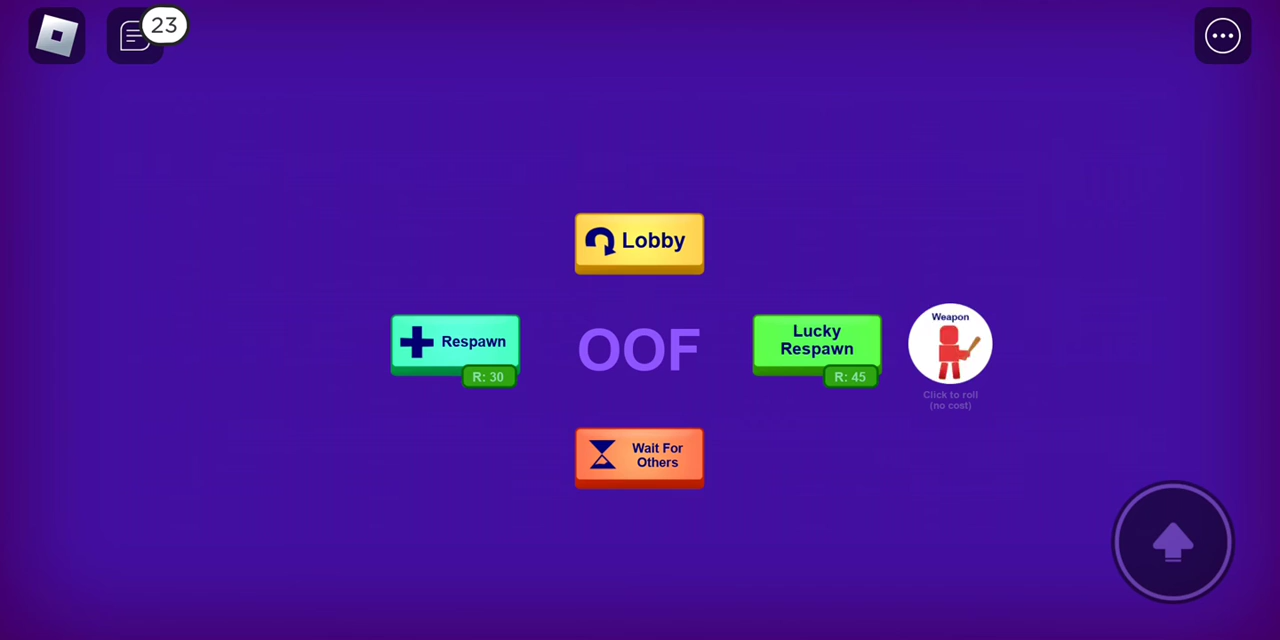 23
Lobby
Respawn
R: 30
OOF
Lucky
Respawn
R: 45
Weapon
Click to roll
(no cost)
Wait For
Others